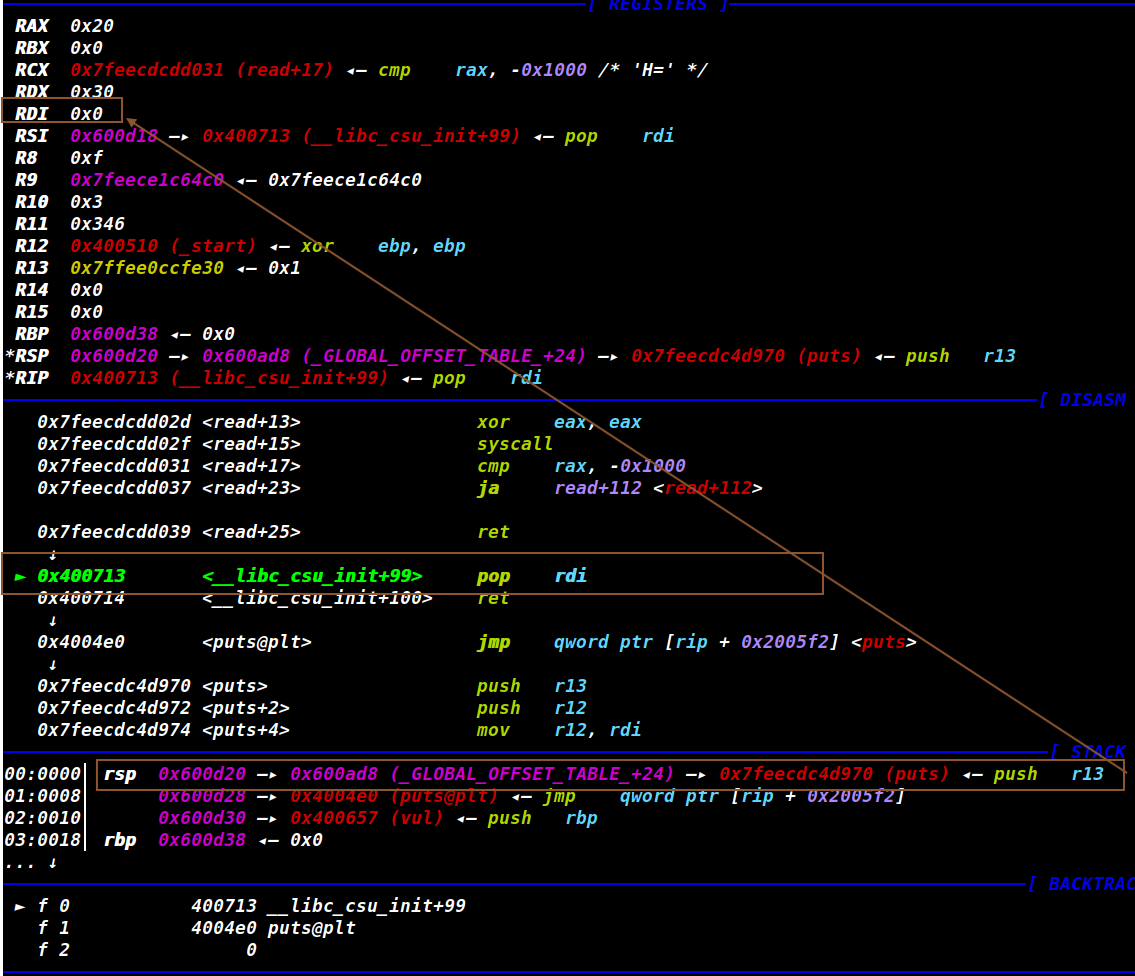 [ REGISTERS ]
RAX 0x20
RBX 0x0
RCX 0x7feecdcdd031 (read+17) ◂— cmp rax, -0x1000 /* 'H=' */
RDX 0x30
RDI 0x0
RSI 0x600d18 —▸ 0x400713 (__libc_csu_init+99) ◂— pop rdi
R8 0xf
R9 0x7feece1c64c0 ◂— 0x7feece1c64c0
R10 0x3
R11 0x346
R12 0x400510 (_start) ◂— xor ebp, ebp
R13 0x7ffee0ccfe30 ◂— 0x1
R14 0x0
R15 0x0
RBP 0x600d38 ◂— 0x0
*RSP 0x600d20 —▸ 0x600ad8 (_GLOBAL_OFFSET_TABLE_+24) —▸ 0x7feecdc4d970 (puts) ◂— push r13
*RIP 0x400713 (__libc_csu_init+99) ◂— pop rdi
[ DISASM
0x7feecdcdd02d <read+13> xor eax, eax
0x7feecdcdd02f <read+15> syscall
0x7feecdcdd031 <read+17> cmp rax, -0x1000
0x7feecdcdd037 <read+23> ja read+112 <read+112>
0x7feecdcdd039 <read+25> ret
↓
► 0x400713 <__libc_csu_init+99> pop rdi
0x400714 <__libc_csu_init+100> ret
↓
0x4004e0 <puts@plt> jmp qword ptr [rip + 0x2005f2] <puts>
↓
0x7feecdc4d970 <puts> push r13
0x7feecdc4d972 <puts+2> push r12
0x7feecdc4d974 <puts+4> mov r12, rdi
[ STACK
00:0000│ rsp 0x600d20 —▸ 0x600ad8 (_GLOBAL_OFFSET_TABLE_+24) —▸ 0x7feecdc4d970 (puts) ◂— push r13
01:0008│ 0x600d28 —▸ 0x4004e0 (puts@plt) ◂— jmp qword ptr [rip + 0x2005f2]
02:0010│ 0x600d30 —▸ 0x400657 (vul) ◂— push rbp
03:0018│ rbp 0x600d38 ◂— 0x0
... ↓
[ BACKTRAC
► f 0 400713 __libc_csu_init+99
f 1 4004e0 puts@plt
f 2 0